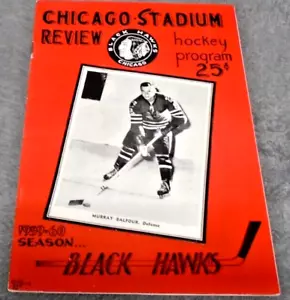 CHICAGO·STADIUM
REVIEW
BLACK HAWKS
CHICAGO
hockey
program
25¢
MURRAY BALFOUR, Defense
1959-60
SEASON...
BLACK HAWKS